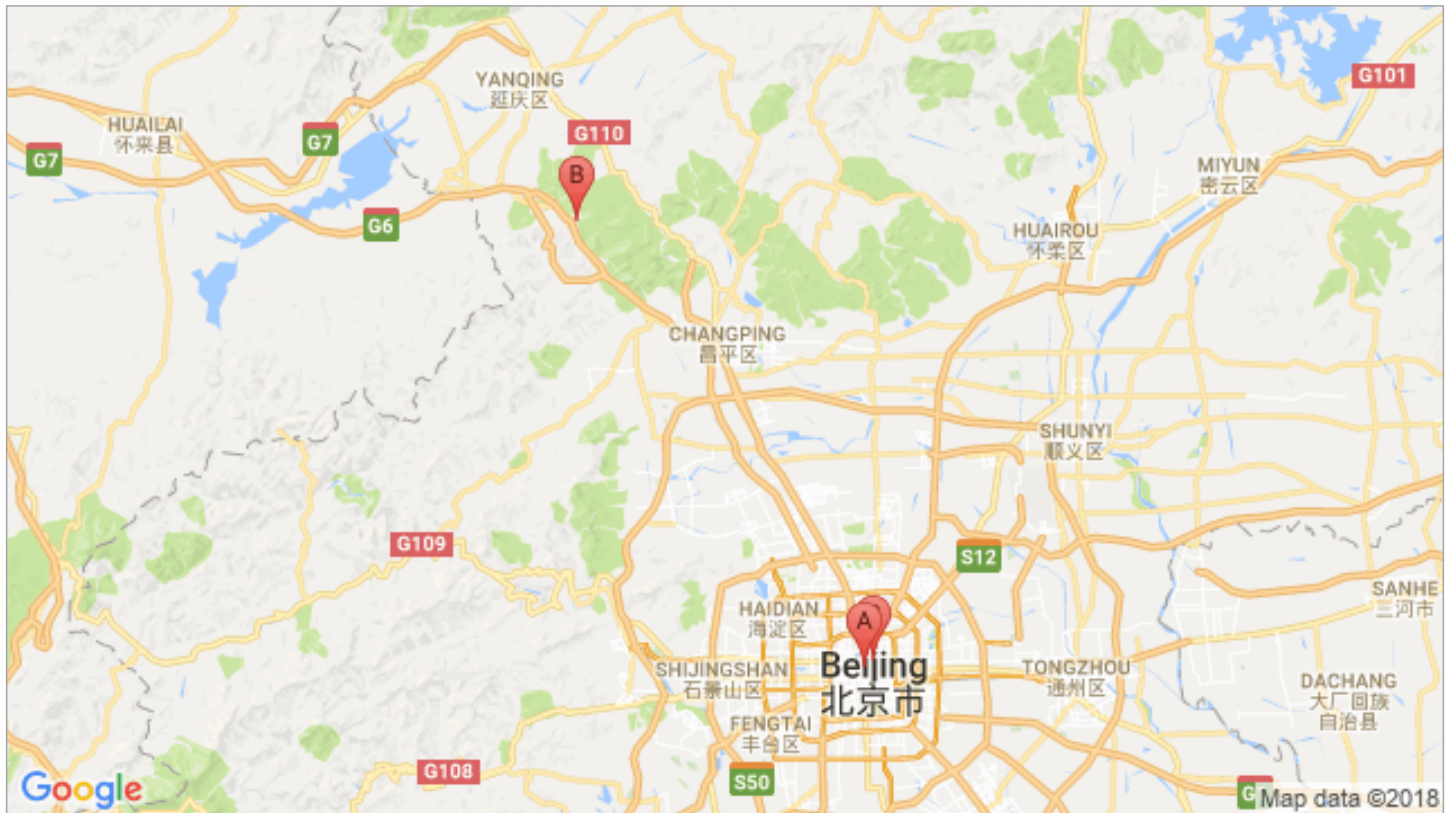 G101
YANQING
延庆区
HUAILAI
怀来县
G110
G7
G7
MIYUN
密云区
B
G6
HUAIROU
怀柔区
CHANGPING
昌平区
SHUNYI
顺义区
G109
S12
SANHE
三河市
HAIDIAN
海淀区
A
Beijing
北京市
SHIJINGSHAN
石景山区
TONGZHOU
通州区
DACHANG
大厂回族
自治县
FENGTAI
丰台区
G108
S50
Google
G
Map data ©2018